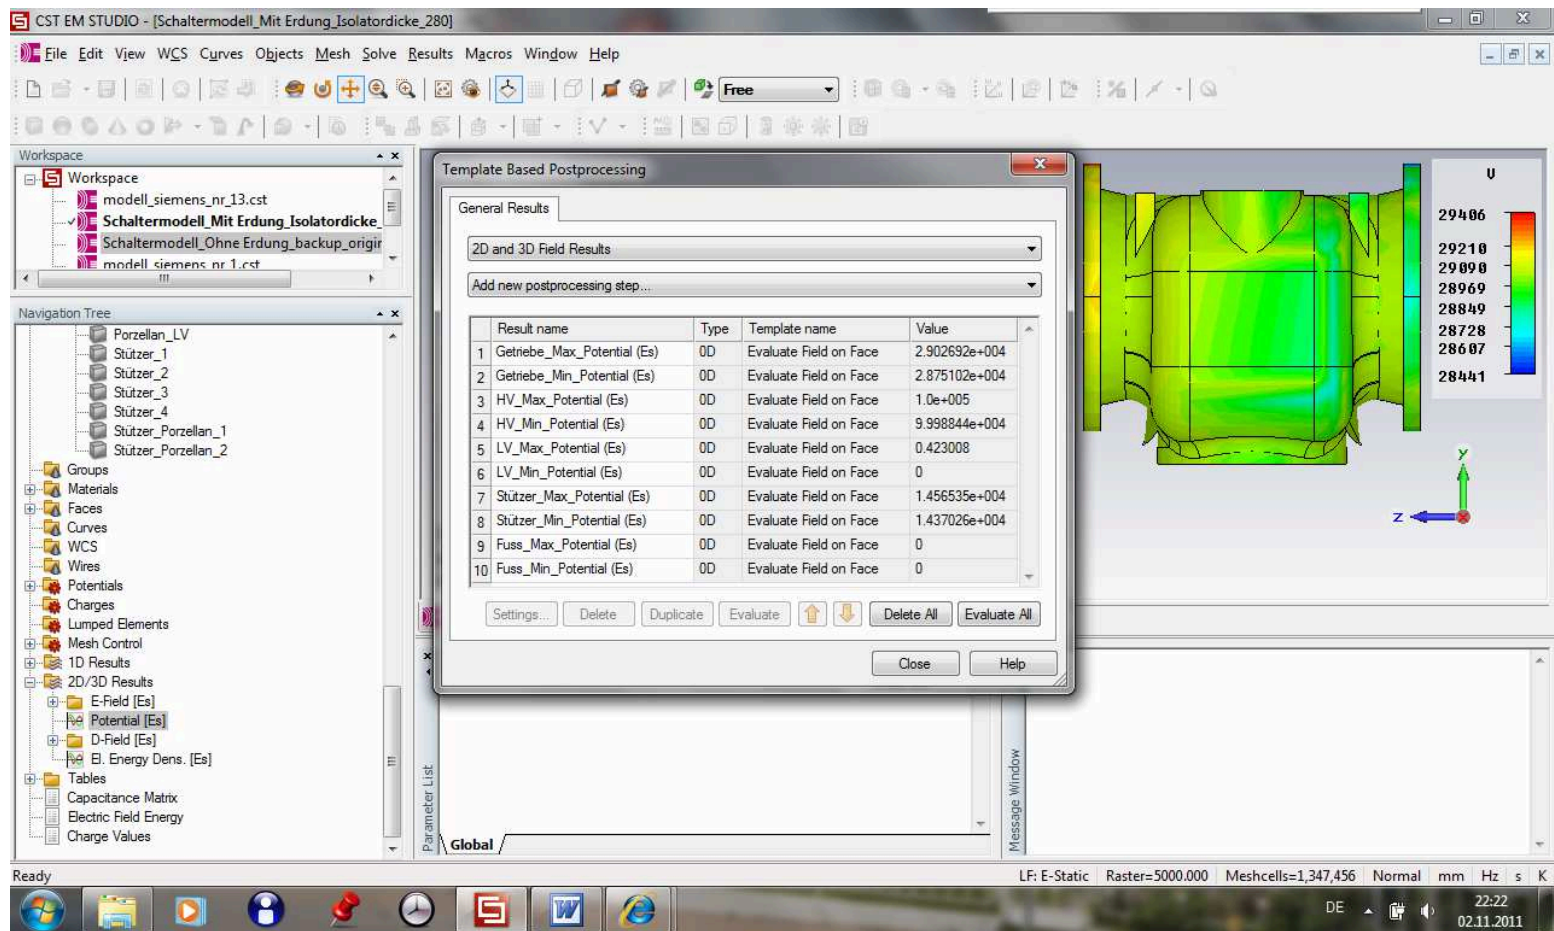 CST EM STUDIO - [Schaltermodell_Mit Erdung_Isolatordicke_280]
File Edit View WCS Curves Objects Mesh Solve Results Macros Window Help
Free
Workspace
Workspace
modell_siemens_nr_13.cst
Schaltermodell_Mit Erdung_Isolatordicke_
Schaltermodell_Ohne Erdung_backup_origir
modell_siemens_nr_1.cst
Navigation Tree
Porzellan_LV
Stützer_1
Stützer_2
Stützer_3
Stützer_4
Stützer_Porzellan_1
Stützer_Porzellan_2
Groups
Materials
Faces
Curves
WCS
Wires
Potentials
Charges
Lumped Elements
Mesh Control
1D Results
2D/3D Results
E-Field [Es]
Potential [Es]
D-Field [Es]
El. Energy Dens. [Es]
Tables
Capacitance Matrix
Electric Field Energy
Charge Values
Template Based Postprocessing
General Results
2D and 3D Field Results
Add new postprocessing step...
Result name Type Template name Value
1 Getriebe_Max_Potential (Es) 0D Evaluate Field on Face 2.902692e+004
2 Getriebe_Min_Potential (Es) 0D Evaluate Field on Face 2.875102e+004
3 HV_Max_Potential (Es) 0D Evaluate Field on Face 1.0e+005
4 HV_Min_Potential (Es) 0D Evaluate Field on Face 9.998844e+004
5 LV_Max_Potential (Es) 0D Evaluate Field on Face 0.423008
6 LV_Min_Potential (Es) 0D Evaluate Field on Face 0
7 Stützer_Max_Potential (Es) 0D Evaluate Field on Face 1.456535e+004
8 Stützer_Min_Potential (Es) 0D Evaluate Field on Face 1.437026e+004
9 Fuss_Max_Potential (Es) 0D Evaluate Field on Face 0
10 Fuss_Min_Potential (Es) 0D Evaluate Field on Face 0
Settings... Delete Duplicate Evaluate Delete All Evaluate All
Close Help
V
29406
29210
29090
28969
28849
28728
28607
28441
y
z
Parameter List
Global
Message Window
Ready
LF: E-Static Raster=5000.000 Meshcells=1,347,456 Normal mm Hz s K
DE
22:22
02.11.2011